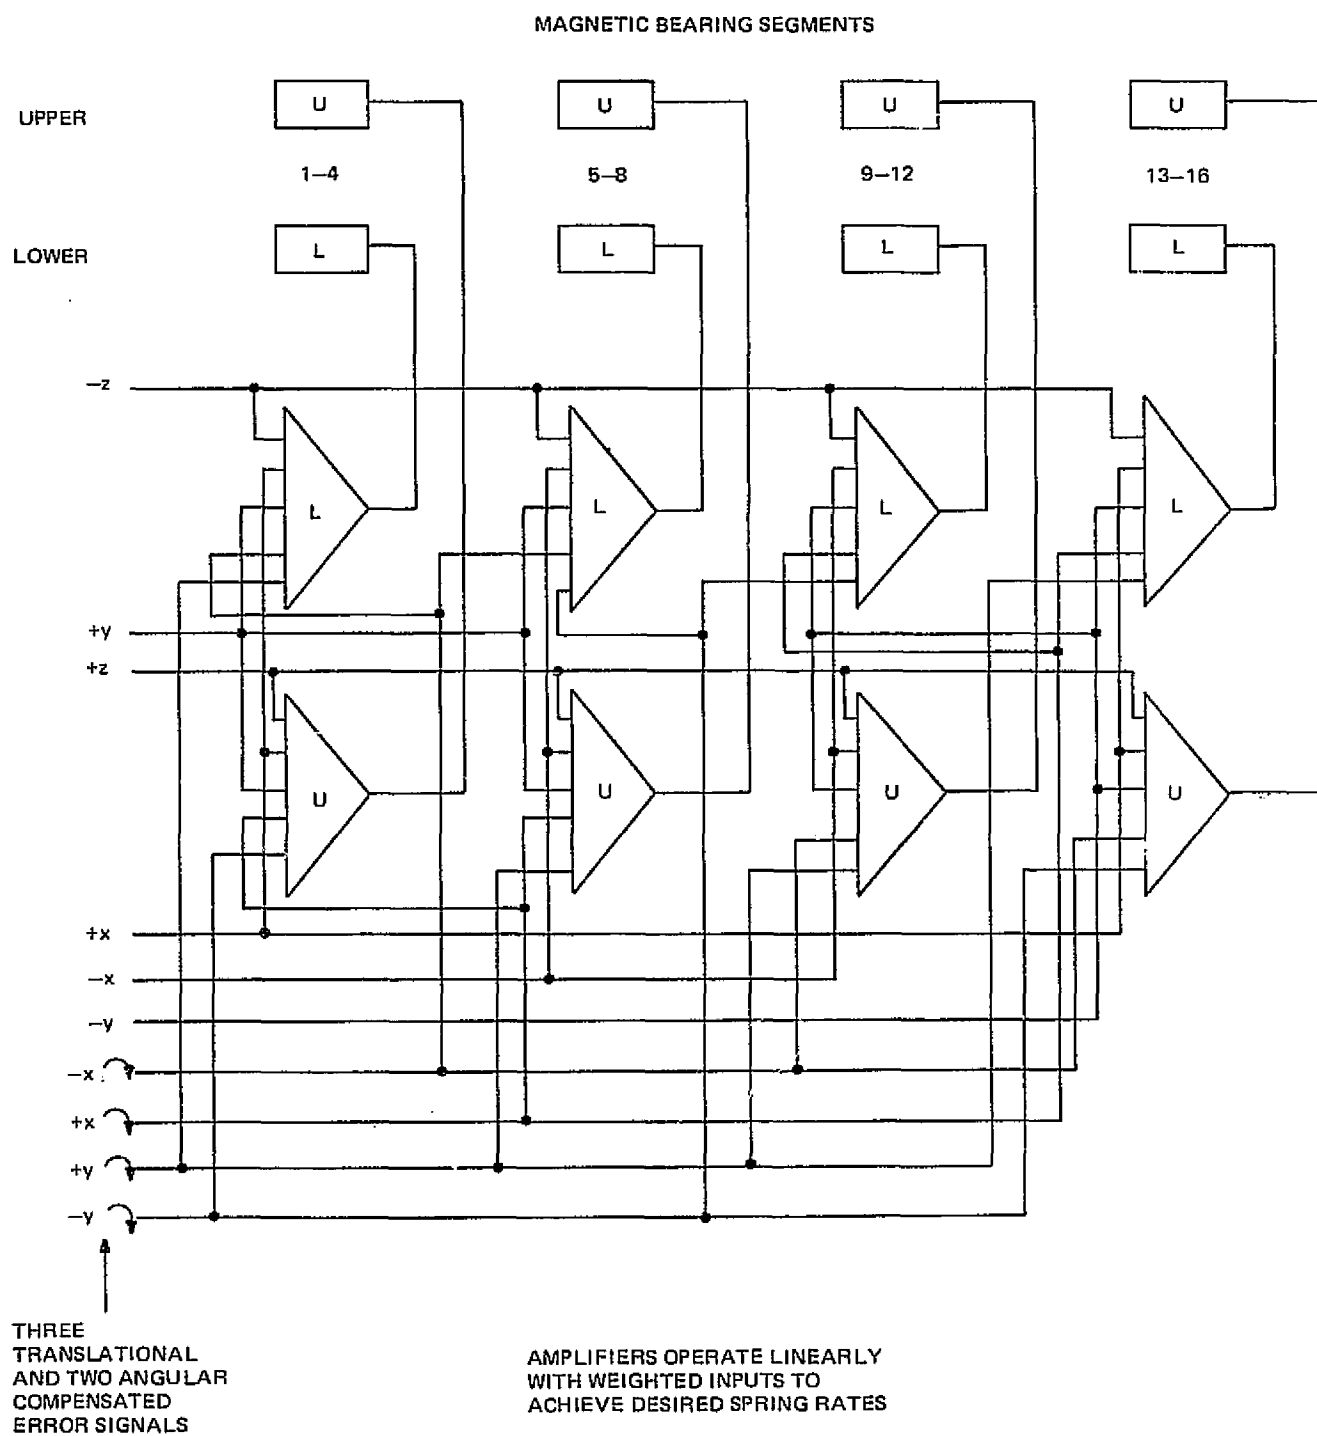 MAGNETIC BEARING SEGMENTS
UPPER
U
U
U
U
1–4
5–8
9–12
13–16
LOWER
L
L
L
L
–z
L
L
L
L
+y
+z
U
U
U
U
+x
–x
–y
–x
+x
+y
–y
THREE
TRANSLATIONAL
AND TWO ANGULAR
COMPENSATED
ERROR SIGNALS
AMPLIFIERS OPERATE LINEARLY
WITH WEIGHTED INPUTS TO
ACHIEVE DESIRED SPRING RATES